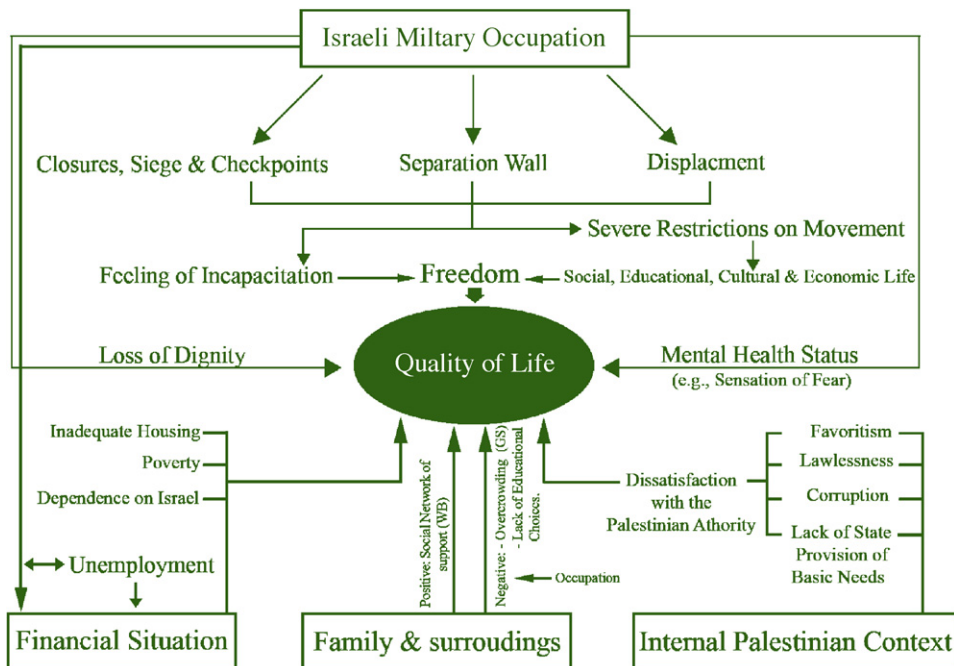 Israeli Miltary Occupation
Closures, Siege & Checkpoints
Separation Wall
Displacment
Severe Restrictions on Movement
Feeling of Incapacitation
Freedom
Social, Educational, Cultural & Economic Life
Loss of Dignity
Quality of Life
Mental Health Status
(e.g., Sensation of Fear)
Inadequate Housing
Poverty
Dependence on Israel
Unemployment
Positive: Social Network of
support (WB)
Negative: - Overcrowding (GS)
- Lack of Educational
Choices.
Occupation
Dissatisfaction
with the
Palestinian Athority
Favoritism
Lawlessness
Corruption
Lack of State
Provision of
Basic Needs
Financial Situation
Family & surroudings
Internal Palestinian Context